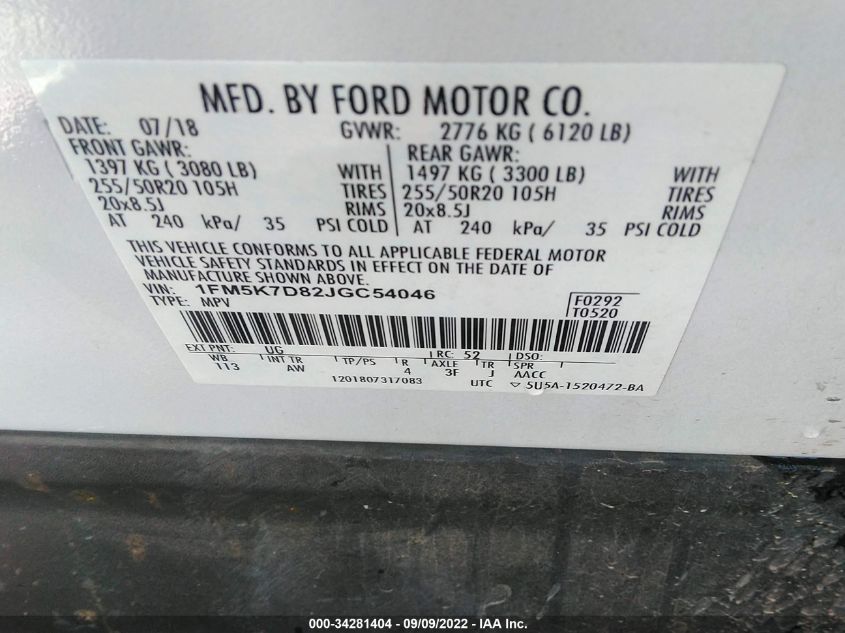 MFD. BY FORD MOTOR CO.
DATE: 07/18 GVWR: 2776 KG ( 6120 LB)
FRONT GAWR: REAR GAWR:
1397 KG ( 3080 LB) WITH 1497 KG ( 3300 LB) WITH
255/50R20 105H TIRES 255/50R20 105H TIRES
20x8.5J RIMS 20x8.5J RIMS
AT 240 kPa/ 35 PSI COLD AT 240 kPa/ 35 PSI COLD
THIS VEHICLE CONFORMS TO ALL APPLICABLE FEDERAL MOTOR
VEHICLE SAFETY STANDARDS IN EFFECT ON THE DATE OF
MANUFACTURE SHOWN ABOVE.
VIN: 1FM5K7D82JGC54046 F0292
TYPE: MPV T0520
EXT PNT: UG RC: 52 DSO:
WB INT TR TP/PS R AXLE TR SPR
113 AW 4 3F J AACC
1201807317083 UTC ▽ 5U5A-1520472-BA
000-34281404 - 09/09/2022 - IAA Inc.